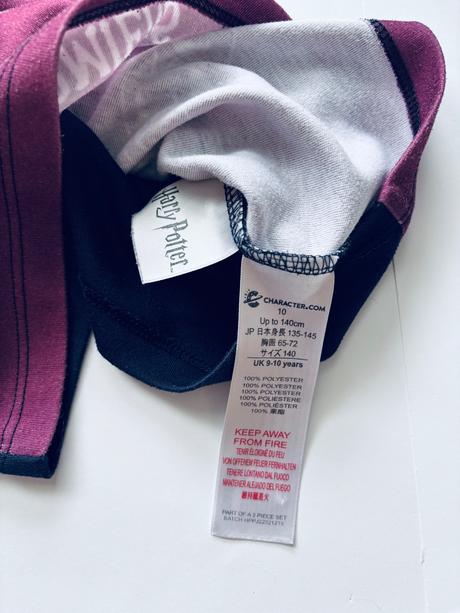 Harry Potter™
CHARACTER.COM
10
Up to 140cm
JP 日本身長 135-145
胸囲 65-72
サイズ 140
UK 9-10 years
100% POLYESTER
100% POLYESTER
100% POLYESTER
100% POLIESTERE
100% POLIÉSTER
100%
KEEP AWAY
FROM FIRE
TENIR ÉLOIGNÉ DU FEU
VON OFFENEM FEUER FERNHALTEN
TENERE LONTANO DAL FUOCO
MANTENER ALEJADO DEL FUEGO
PART OF A 2 PIECE SET
BATCH